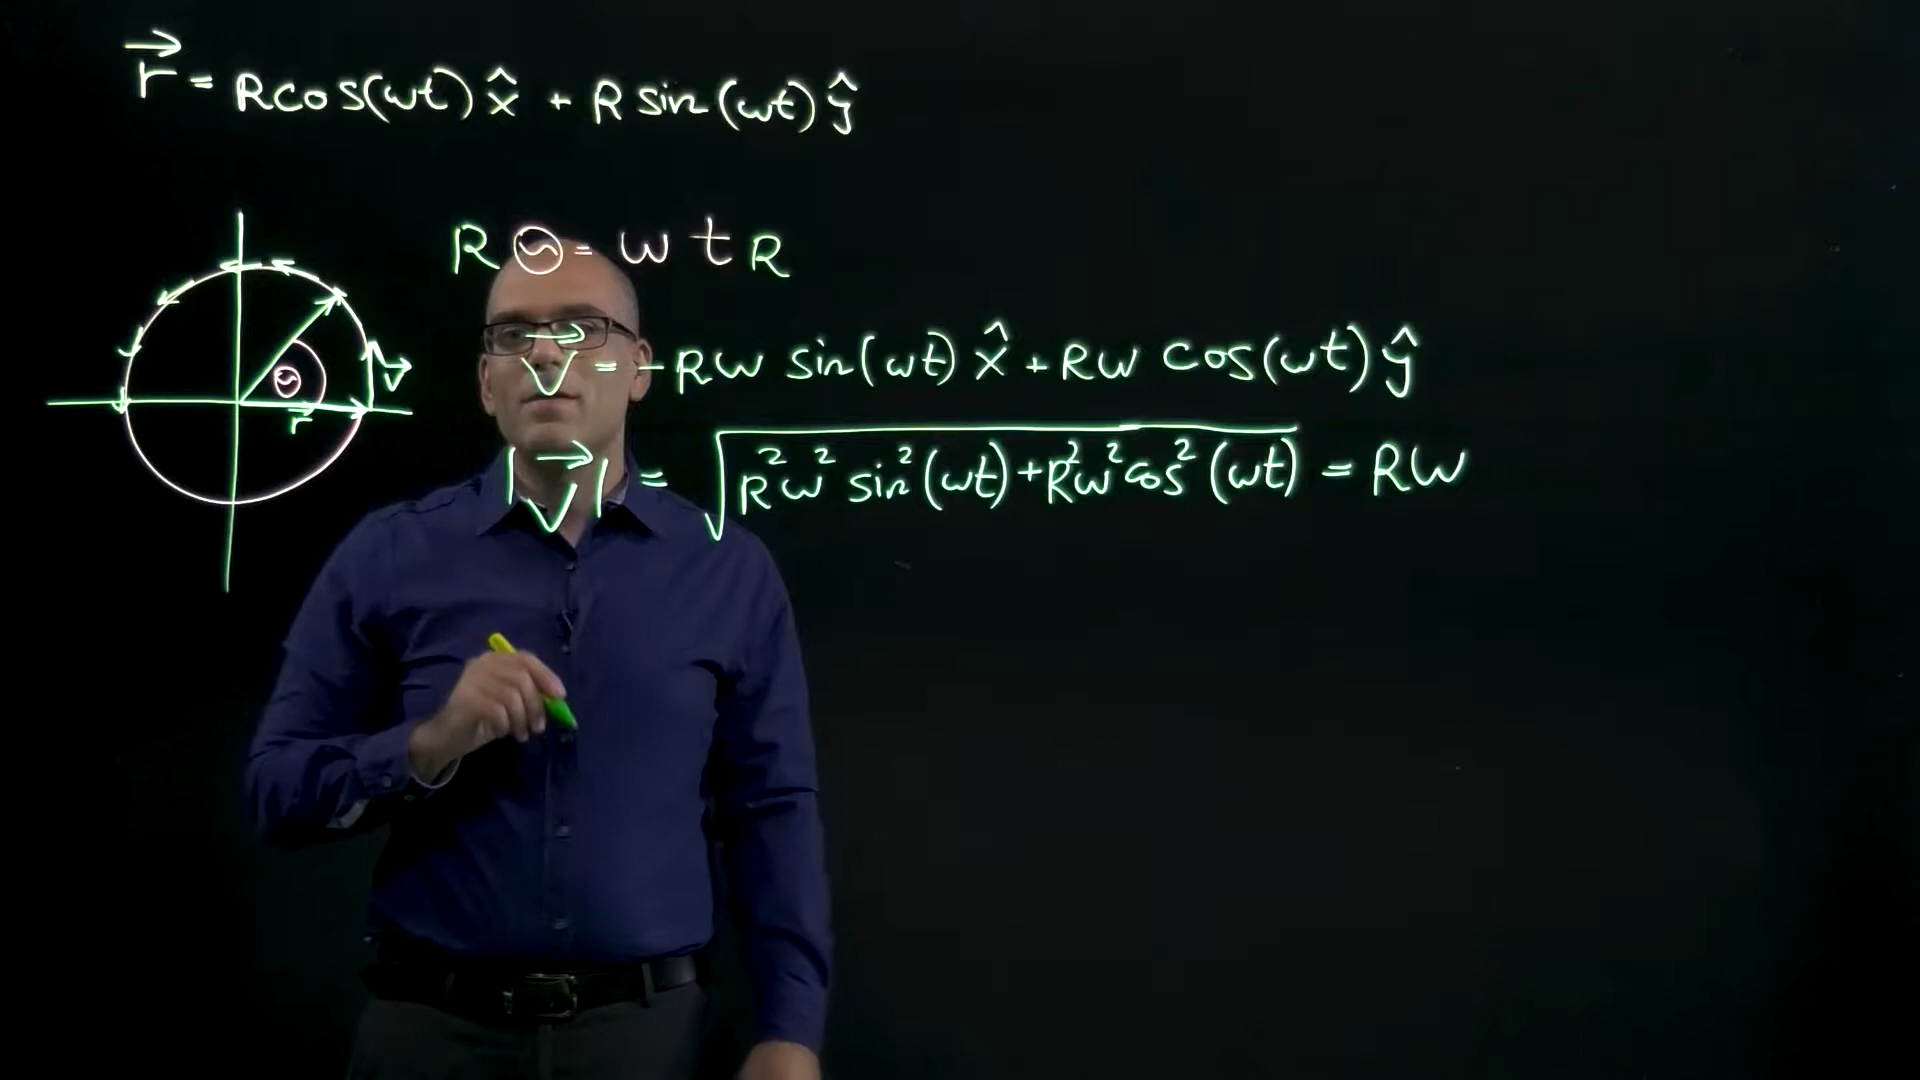 r⃗ = Rcos(ωt) x̂ + R sin(ωt) ŷ
R Θ = ω t R
v⃗ = -Rω sin(ωt) x̂ + Rω cos(ωt) ŷ
Θ
v⃗
r
|v⃗| = √(R²ω² sin²(ωt) + R²ω² cos²(ωt)) = Rω